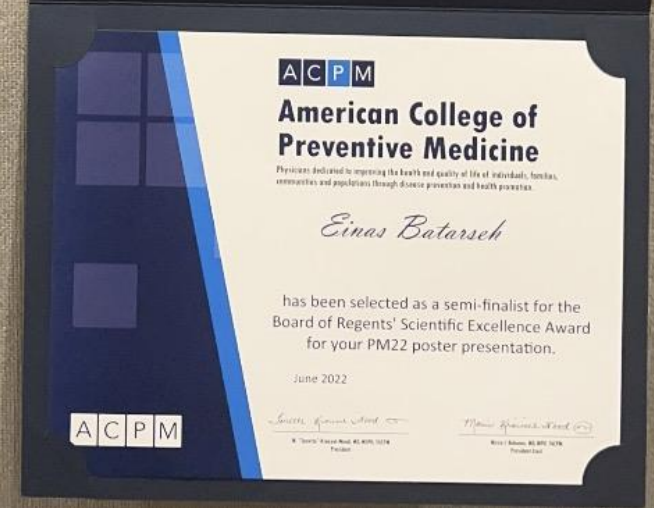 ACPM
American College of
Preventive Medicine
Physicians dedicated to improving the health and quality of life of individuals, families,
communities and populations through disease prevention and health promotion.
Einas Batarseh
has been selected as a semi-finalist for the
Board of Regents' Scientific Excellence Award
for your PM22 poster presentation.
June 2022
President
President Elect
ACPM